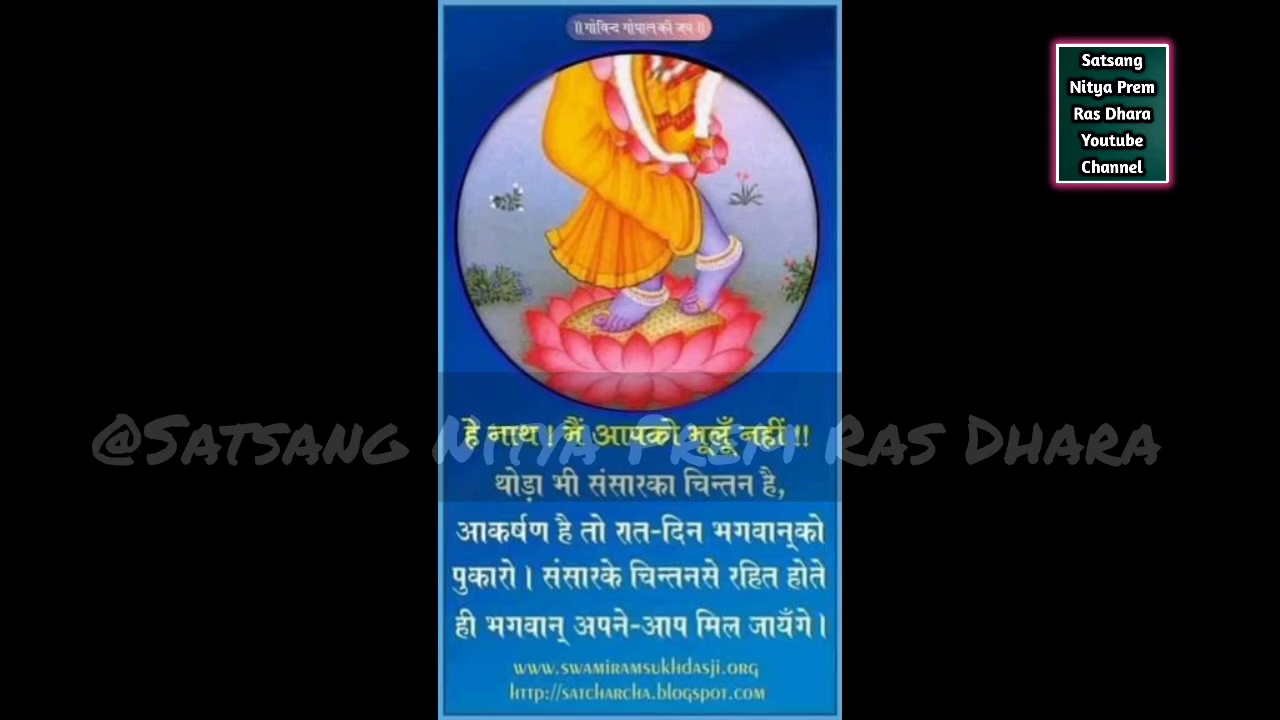 ॥ गोविन्द गोपाल की जय ॥
Satsang
Nitya Prem
Ras Dhara
Youtube
Channel
हे नाथ ! मैं आपको भूलूँ नहीं !!
@Satsang Nitya Prem Ras Dhara
थोड़ा भी संसारका चिन्तन है,
आकर्षण है तो रात-दिन भगवान्‌को
पुकारो । संसारके चिन्तनसे रहित होते
ही भगवान् अपने-आप मिल जायँगे ।
www.swamiramsukhdasji.org
http://satcharcha.blogspot.com